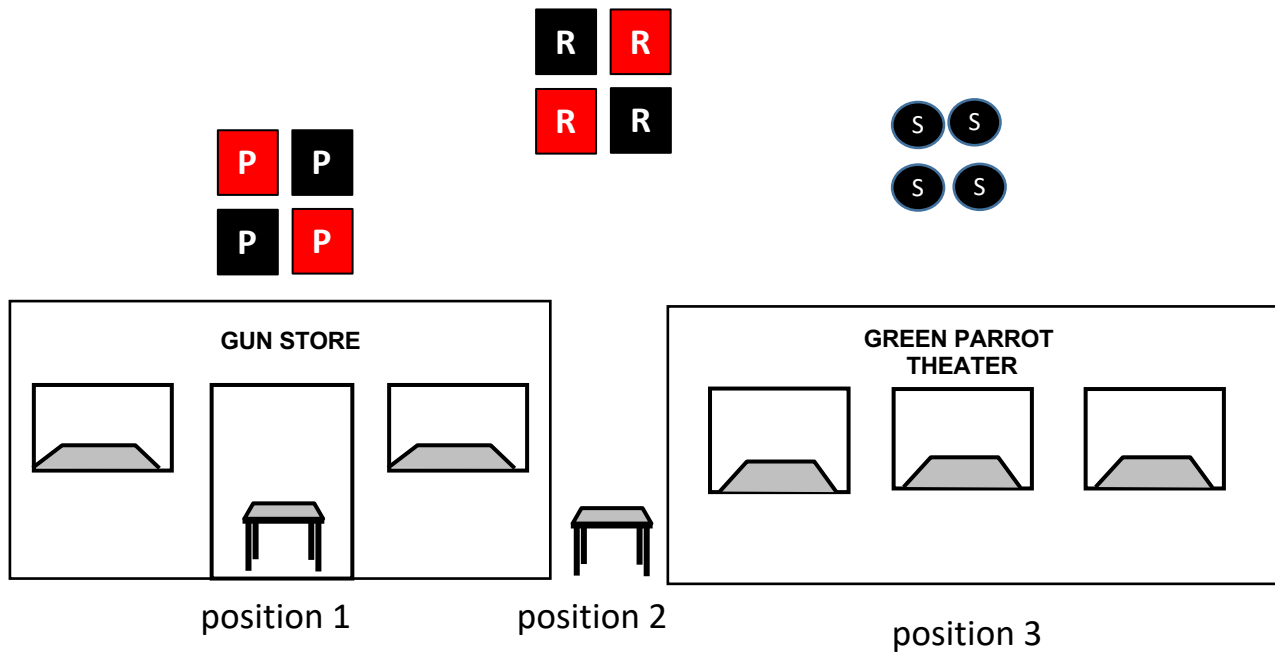 R R
R R
P P
P P
S S
S S
GUN STORE
GREEN PARROT
THEATER
position 1
position 2
position 3